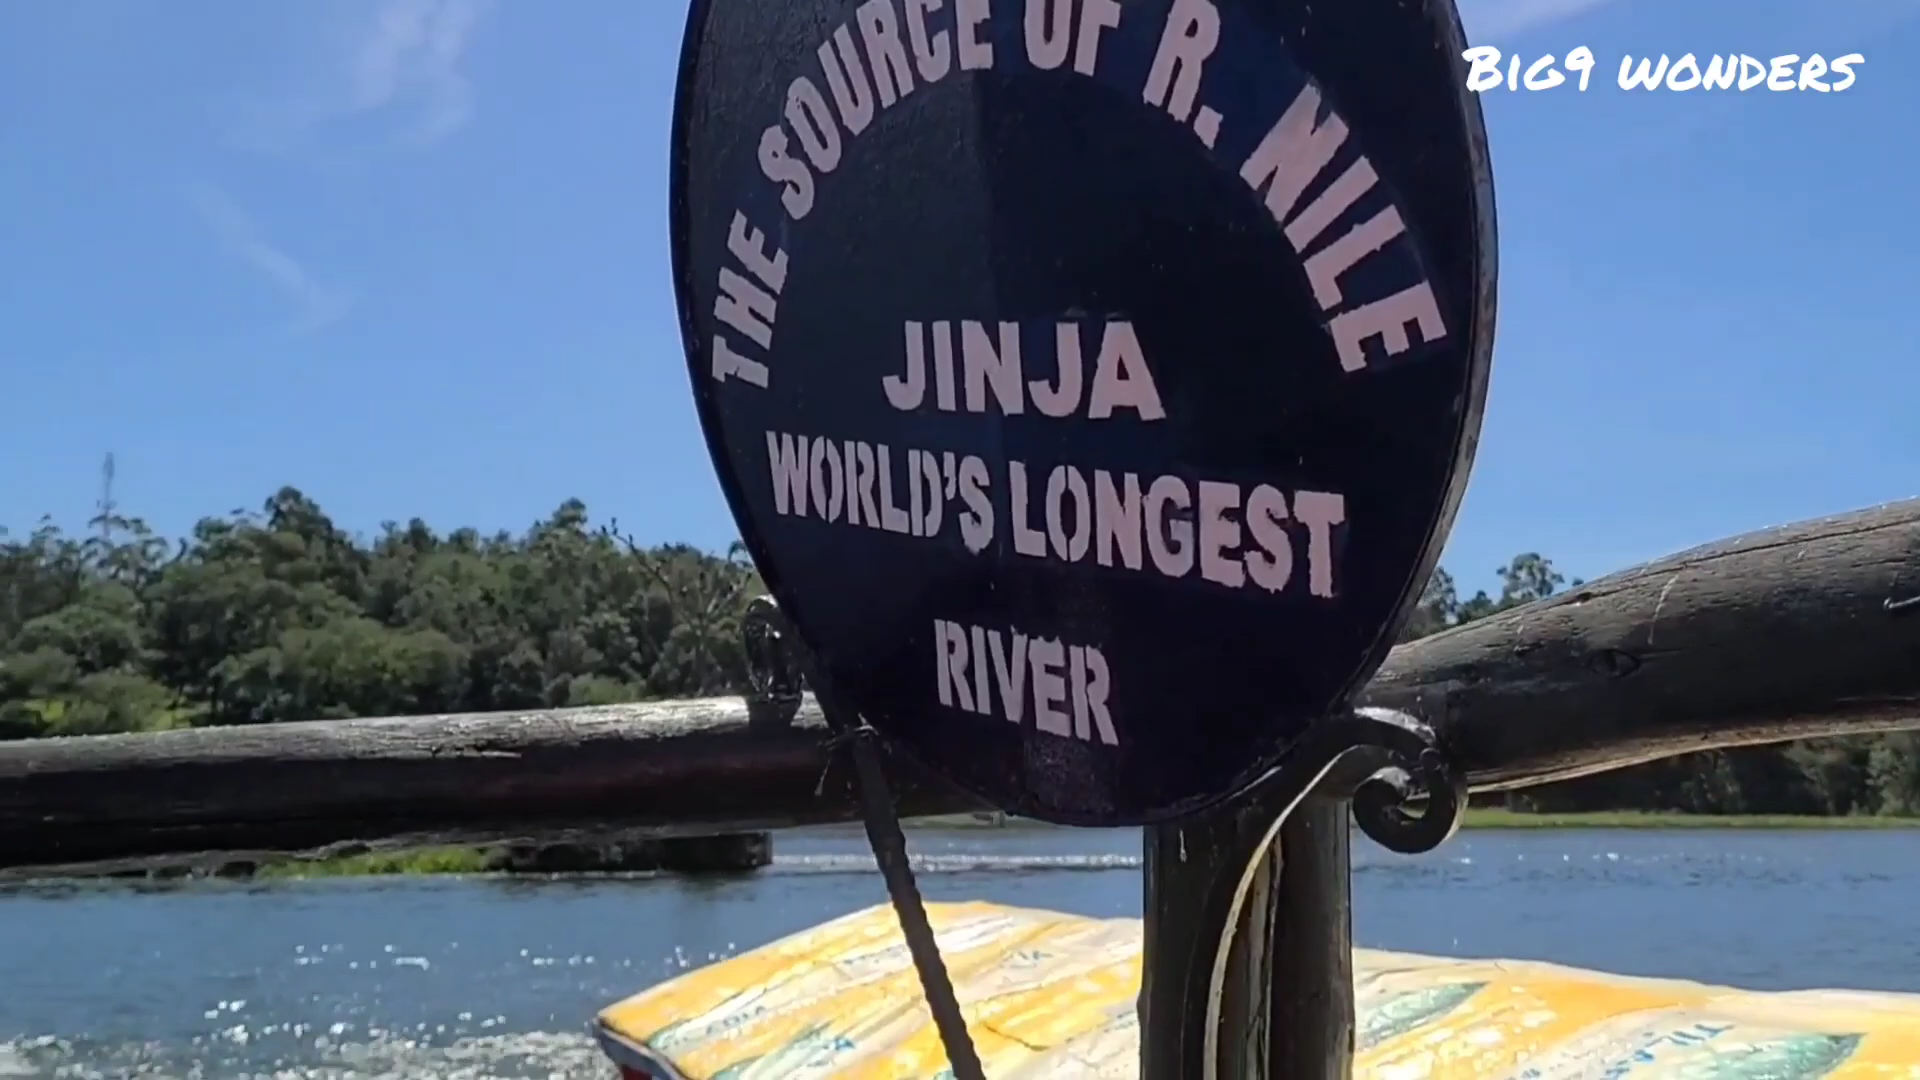 BIG9 WONDERS
THE SOURCE OF R. NILE
JINJA
WORLD'S LONGEST
RIVER